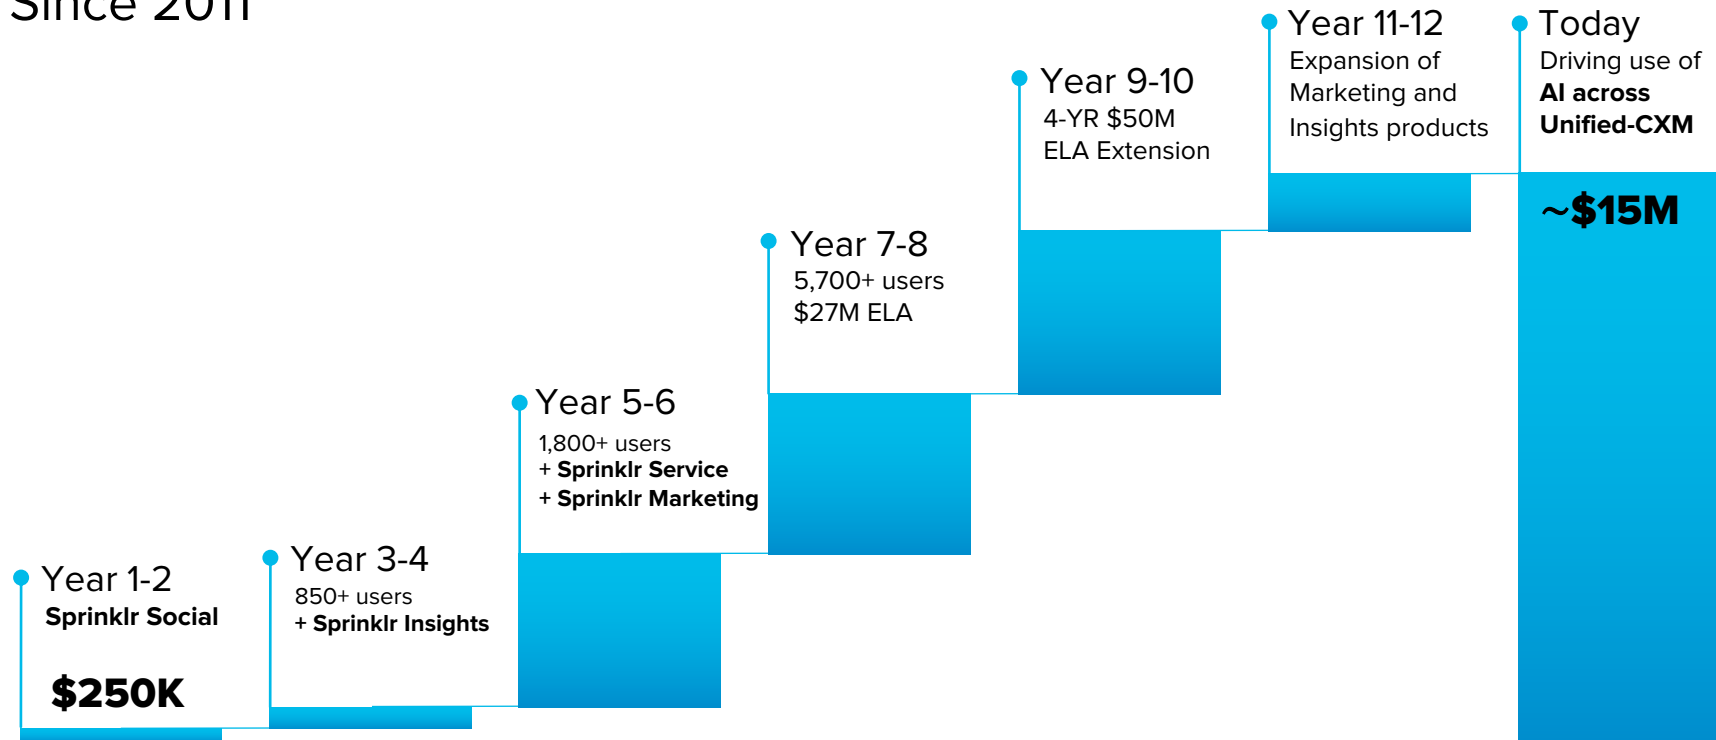 Since 2011
Year 1-2
Sprinklr Social
$250K
Year 3-4
850+ users
+ Sprinklr Insights
Year 5-6
1,800+ users
+ Sprinklr Service
+ Sprinklr Marketing
Year 7-8
5,700+ users
$27M ELA
Year 9-10
4-YR $50M
ELA Extension
Year 11-12
Expansion of
Marketing and
Insights products
Today
Driving use of
AI across
Unified-CXM
~$15M